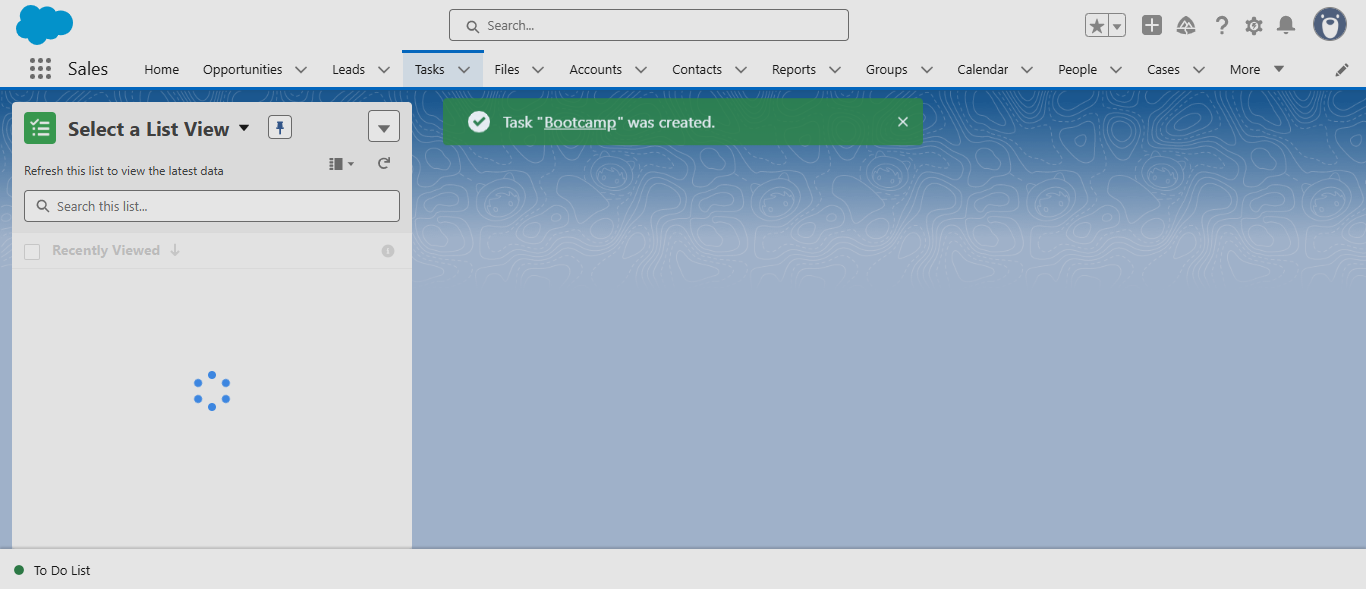 Search...
Sales
Home
Opportunities
Leads
Tasks
Files
Accounts
Contacts
Reports
Groups
Calendar
People
Cases
More
Select a List View
Task "Bootcamp" was created.
Refresh this list to view the latest data
Search this list...
Recently Viewed
To Do List